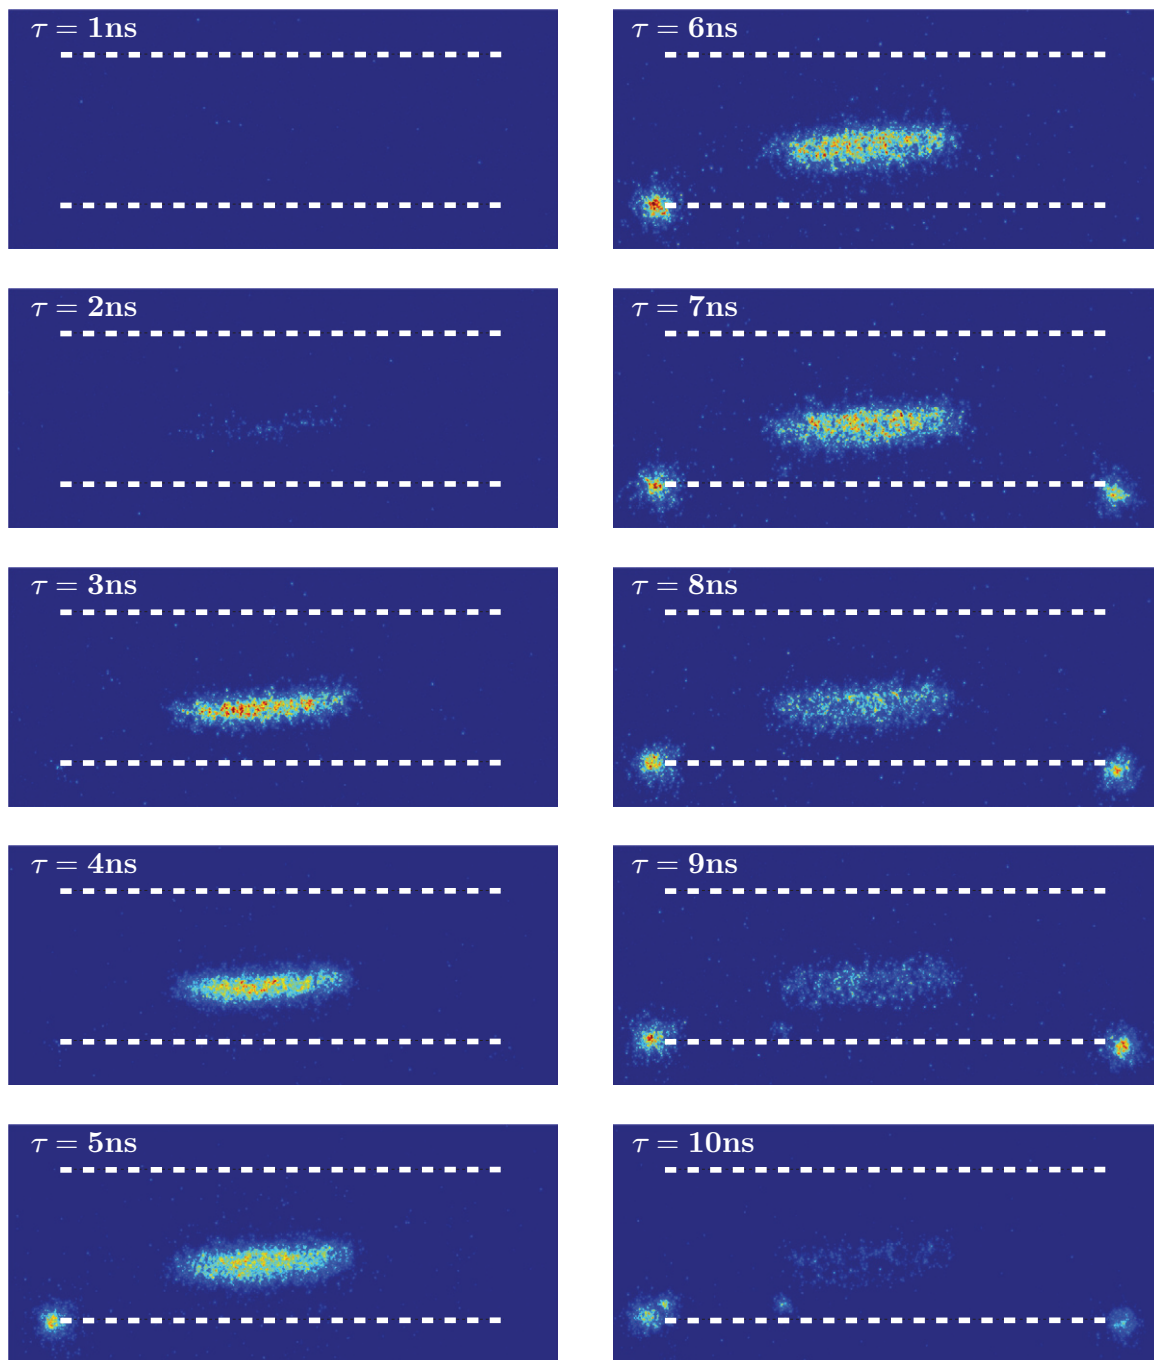 τ = 1ns
τ = 2ns
τ = 3ns
τ = 4ns
τ = 5ns
τ = 6ns
τ = 7ns
τ = 8ns
τ = 9ns
τ = 10ns